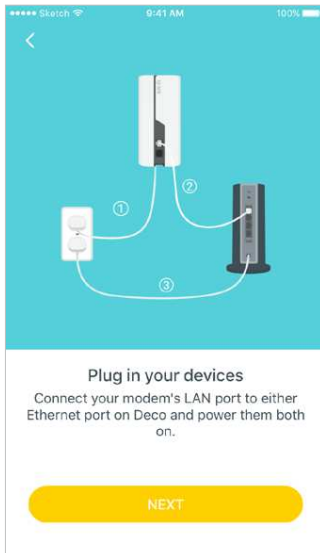 Sketch 9:41 AM 100%
①
②
③
Plug in your devices
Connect your modem's LAN port to either
Ethernet port on Deco and power them both
on.
NEXT